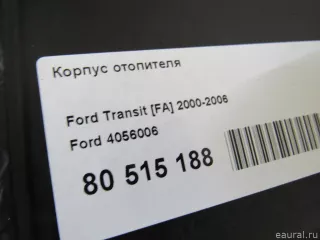 Корпус отопителя
Ford Transit [FA] 2000-2006
Ford 4056006
80 515 188
eaural.ru